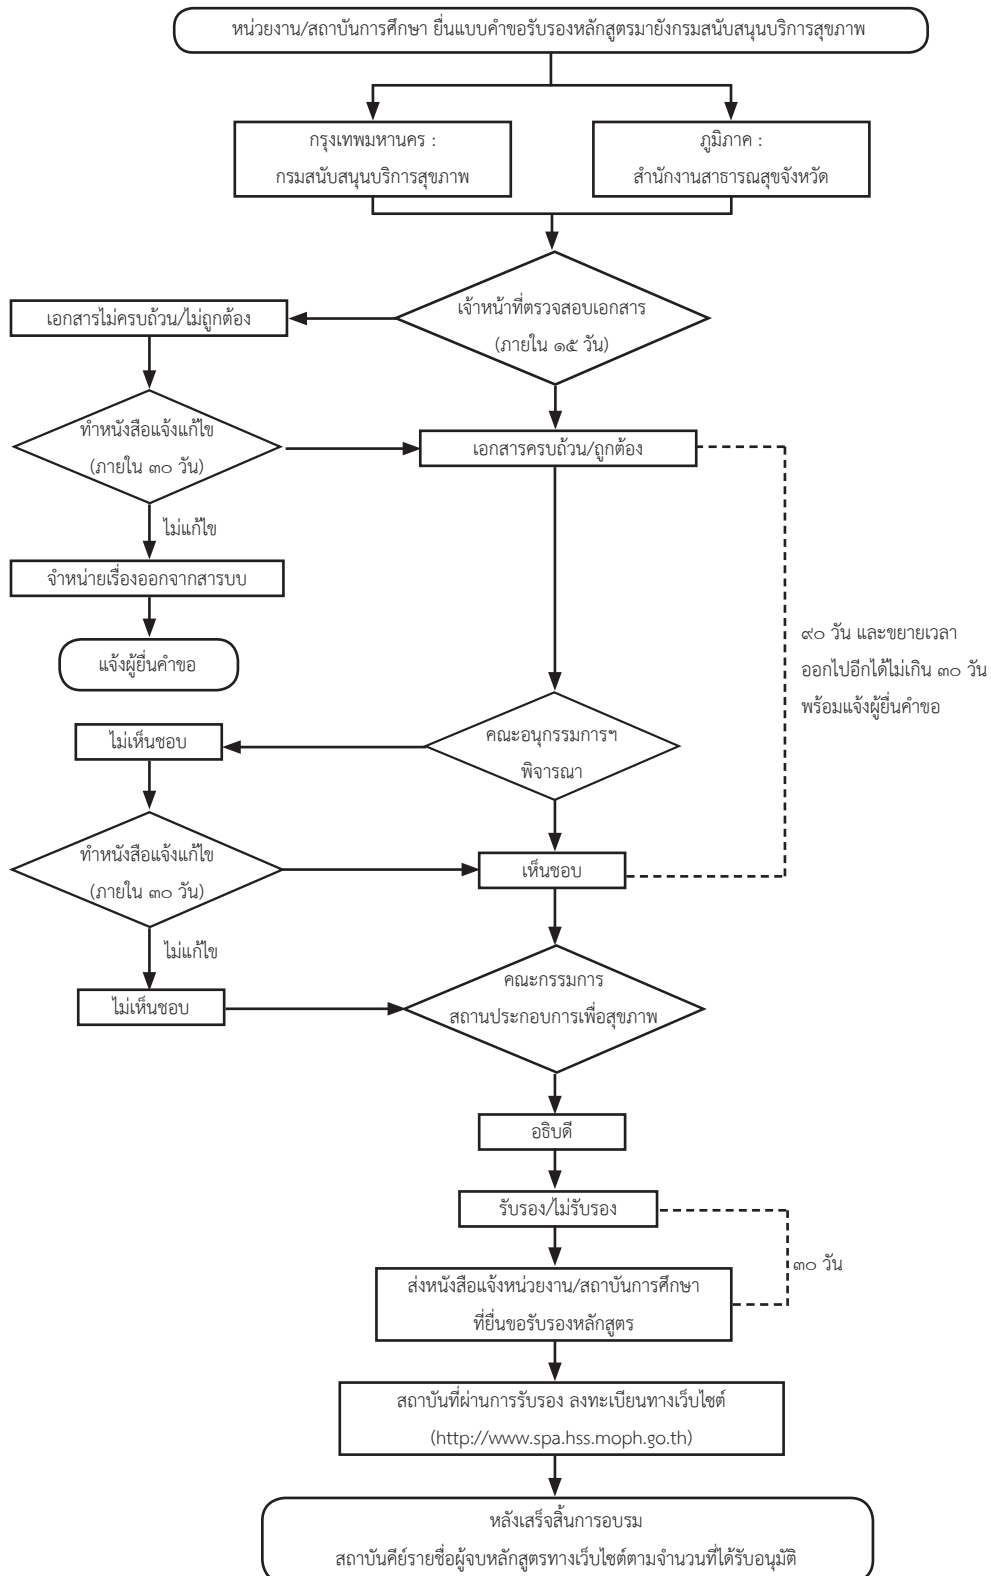 หน่วยงาน/สถาบันการศึกษา ยื่นแบบคำขอรับรองหลักสูตรมายังกรมสนับสนุนบริการสุขภาพ
กรุงเทพมหานคร :
กรมสนับสนุนบริการสุขภาพ
ภูมิภาค :
สำนักงานสาธารณสุขจังหวัด
เจ้าหน้าที่ตรวจสอบเอกสาร
(ภายใน ๑๕ วัน)
เอกสารไม่ครบถ้วน/ไม่ถูกต้อง
ทำหนังสือแจ้งแก้ไข
(ภายใน ๓๐ วัน)
เอกสารครบถ้วน/ถูกต้อง
ไม่แก้ไข
จำหน่ายเรื่องออกจากสารบบ
แจ้งผู้ยื่นคำขอ
๙๐ วัน และขยายเวลา
ออกไปอีกได้ไม่เกิน ๓๐ วัน
พร้อมแจ้งผู้ยื่นคำขอ
คณะอนุกรรมการฯ
พิจารณา
ไม่เห็นชอบ
ทำหนังสือแจ้งแก้ไข
(ภายใน ๓๐ วัน)
เห็นชอบ
ไม่แก้ไข
ไม่เห็นชอบ
คณะกรรมการ
สถานประกอบการเพื่อสุขภาพ
อธิบดี
รับรอง/ไม่รับรอง
๓๐ วัน
ส่งหนังสือแจ้งหน่วยงาน/สถาบันการศึกษา
ที่ยื่นขอรับรองหลักสูตร
สถาบันที่ผ่านการรับรอง ลงทะเบียนทางเว็บไซต์
(http://www.spa.hss.moph.go.th)
หลังเสร็จสิ้นการอบรม
สถาบันคีย์รายชื่อผู้จบหลักสูตรทางเว็บไซต์ตามจำนวนที่ได้รับอนุมัติ